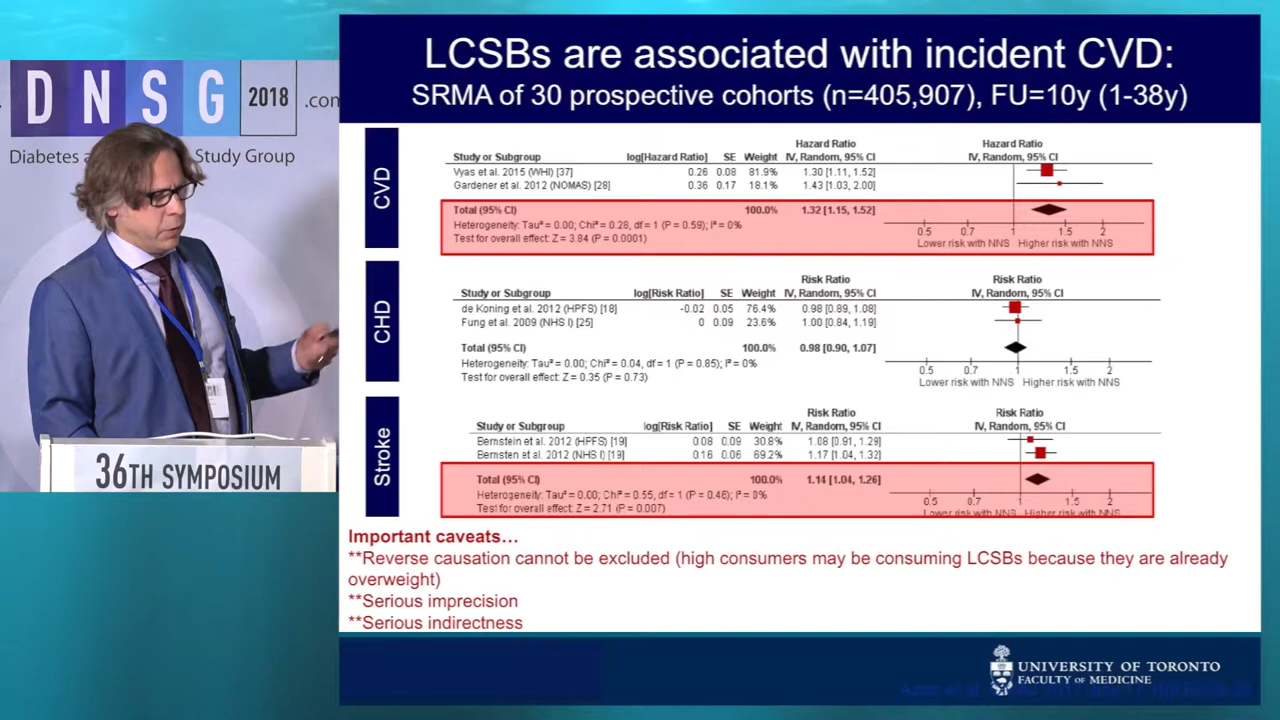 LCSBs are associated with incident CVD:
SRMA of 30 prospective cohorts (n=405,907), FU=10y (1-38y)
DNSG 2018 .com
Diabetes a Study Group
36TH SYMPOSIUM
CVD
Hazard Ratio Hazard Ratio
Study or Subgroup log[Hazard Ratio] SE Weight IV, Random, 95% CI IV, Random, 95% CI
Vyas et al. 2015 (WHI) [37] 0.26 0.08 81.9% 1.30 [1.11, 1.52]
Gardener et al. 2012 (NOMAS) [28] 0.36 0.17 18.1% 1.43 [1.03, 2.00]
Total (95% CI) 100.0% 1.32 [1.15, 1.52]
Heterogeneity: Tau² = 0.00; Chi² = 0.28, df = 1 (P = 0.59); I² = 0%
Test for overall effect: Z = 3.84 (P = 0.0001)
0.5 0.7 1 1.5 2
Lower risk with NNS Higher risk with NNS
CHD
Risk Ratio Risk Ratio
Study or Subgroup log[Risk Ratio] SE Weight IV, Random, 95% CI IV, Random, 95% CI
de Koning et al. 2012 (HPFS) [18] -0.02 0.05 76.4% 0.98 [0.89, 1.08]
Fung et al. 2009 (NHS I) [25] 0 0.09 23.6% 1.00 [0.84, 1.19]
Total (95% CI) 100.0% 0.98 [0.90, 1.07]
Heterogeneity: Tau² = 0.00; Chi² = 0.04, df = 1 (P = 0.85); I² = 0%
Test for overall effect: Z = 0.35 (P = 0.73)
0.5 0.7 1 1.5 2
Lower risk with NNS Higher risk with NNS
Stroke
Risk Ratio Risk Ratio
Study or Subgroup log[Risk Ratio] SE Weight IV, Random, 95% CI IV, Random, 95% CI
Bernstein et al. 2012 (HPFS) [19] 0.08 0.09 30.8% 1.08 [0.91, 1.29]
Bernsten et al. 2012 (NHS I) [19] 0.16 0.06 69.2% 1.17 [1.04, 1.32]
Total (95% CI) 100.0% 1.14 [1.04, 1.26]
Heterogeneity: Tau² = 0.00; Chi² = 0.55, df = 1 (P = 0.46); I² = 0%
Test for overall effect: Z = 2.71 (P = 0.007)
0.5 0.7 1 1.5 2
Lower risk with NNS Higher risk with NNS
Important caveats…
**Reverse causation cannot be excluded (high consumers may be consuming LCSBs because they are already
overweight)
**Serious imprecision
**Serious indirectness
UNIVERSITY OF TORONTO
FACULTY OF MEDICINE